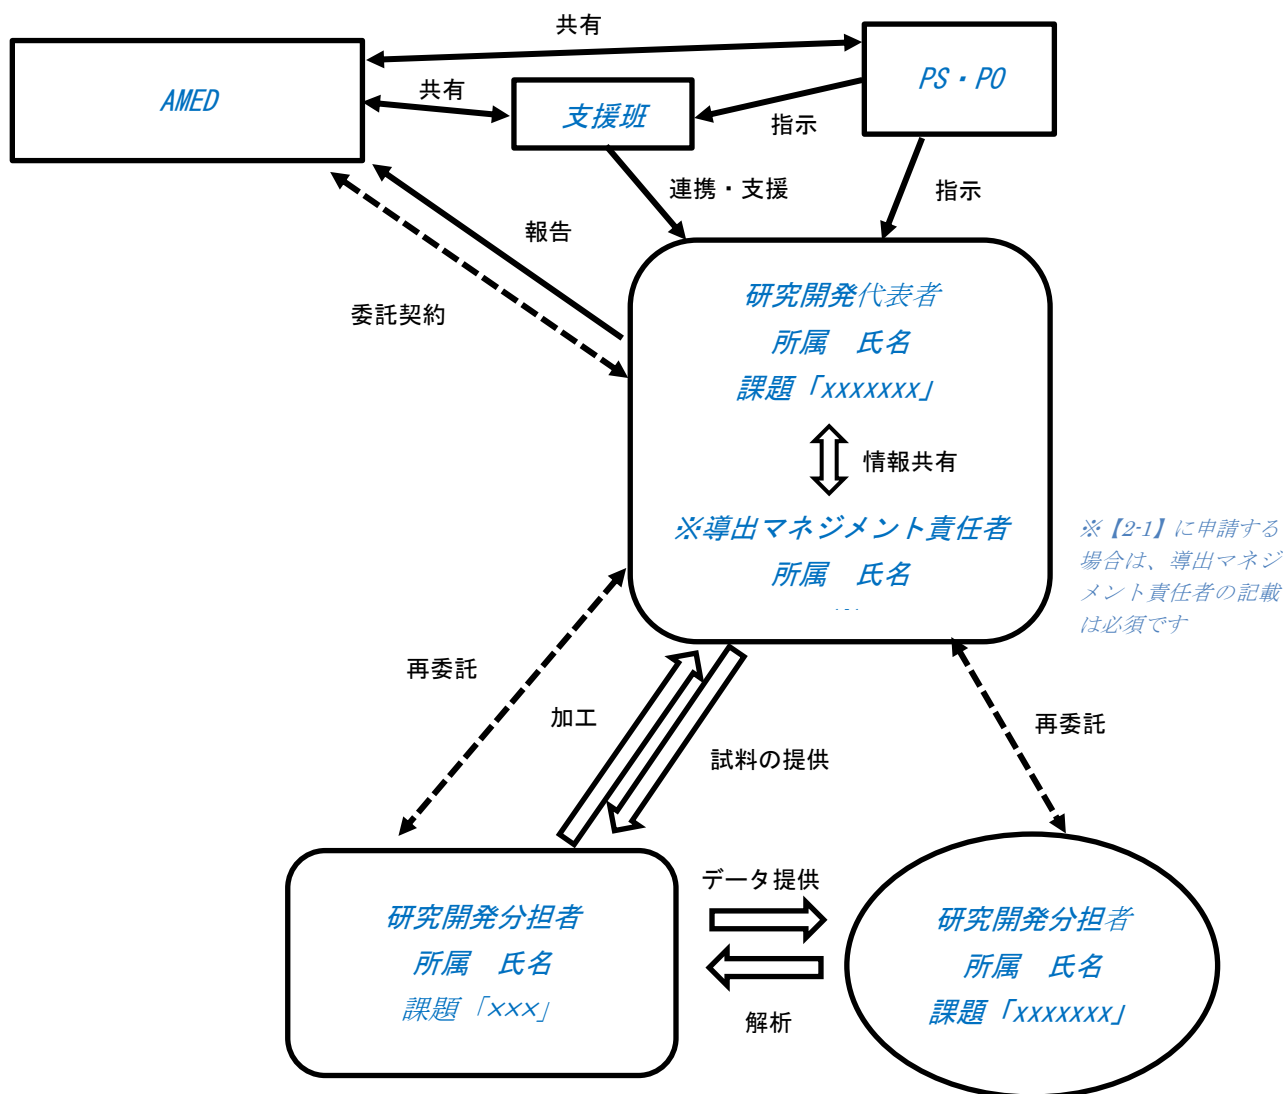 共有
AMED
PS・PO
共有
支援班
指示
連携・支援
指示
報告
委託契約
研究開発代表者
所属　氏名
課題「xxxxxxx」
情報共有
※導出マネジメント責任者
所属　氏名
※【2-1】に申請する
場合は、導出マネジ
メント責任者の記載
は必須です
再委託
加工
再委託
試料の提供
データ提供
研究開発分担者
所属　氏名
課題「×××」
研究開発分担者
所属　氏名
課題「xxxxxxx」
解析